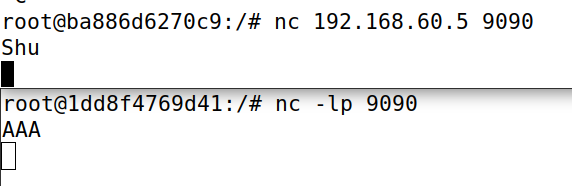 root@ba886d6270c9:/# nc 192.168.60.5 9090
Shu
root@1dd8f4769d41:/# nc -lp 9090
AAA